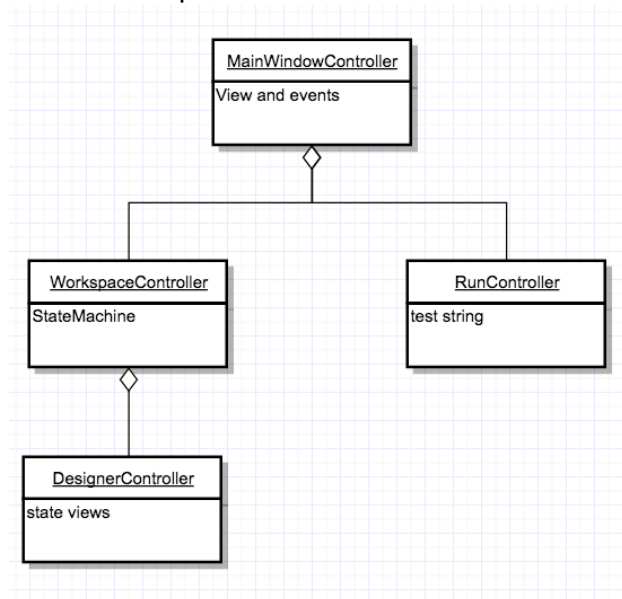 MainWindowController
View and events
WorkspaceController
StateMachine
RunController
test string
DesignerController
state views